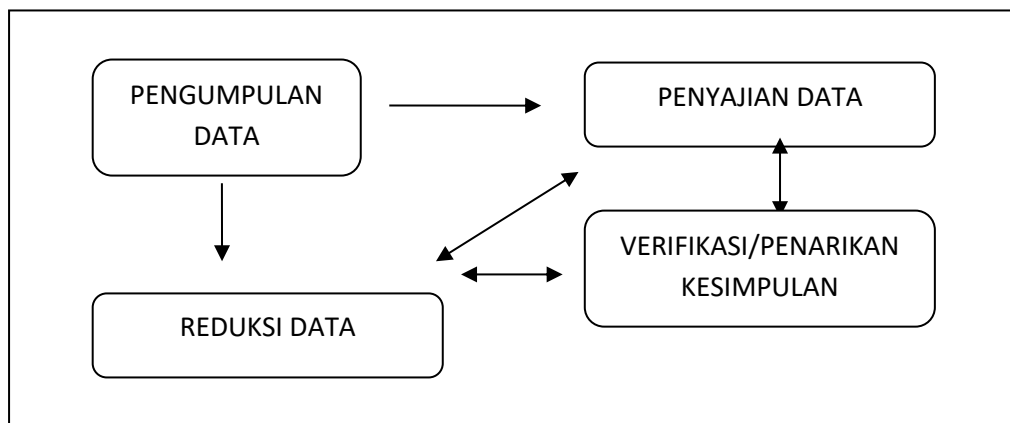 PENGUMPULAN
DATA
PENYAJIAN DATA
VERIFIKASI/PENARIKAN
KESIMPULAN
REDUKSI DATA